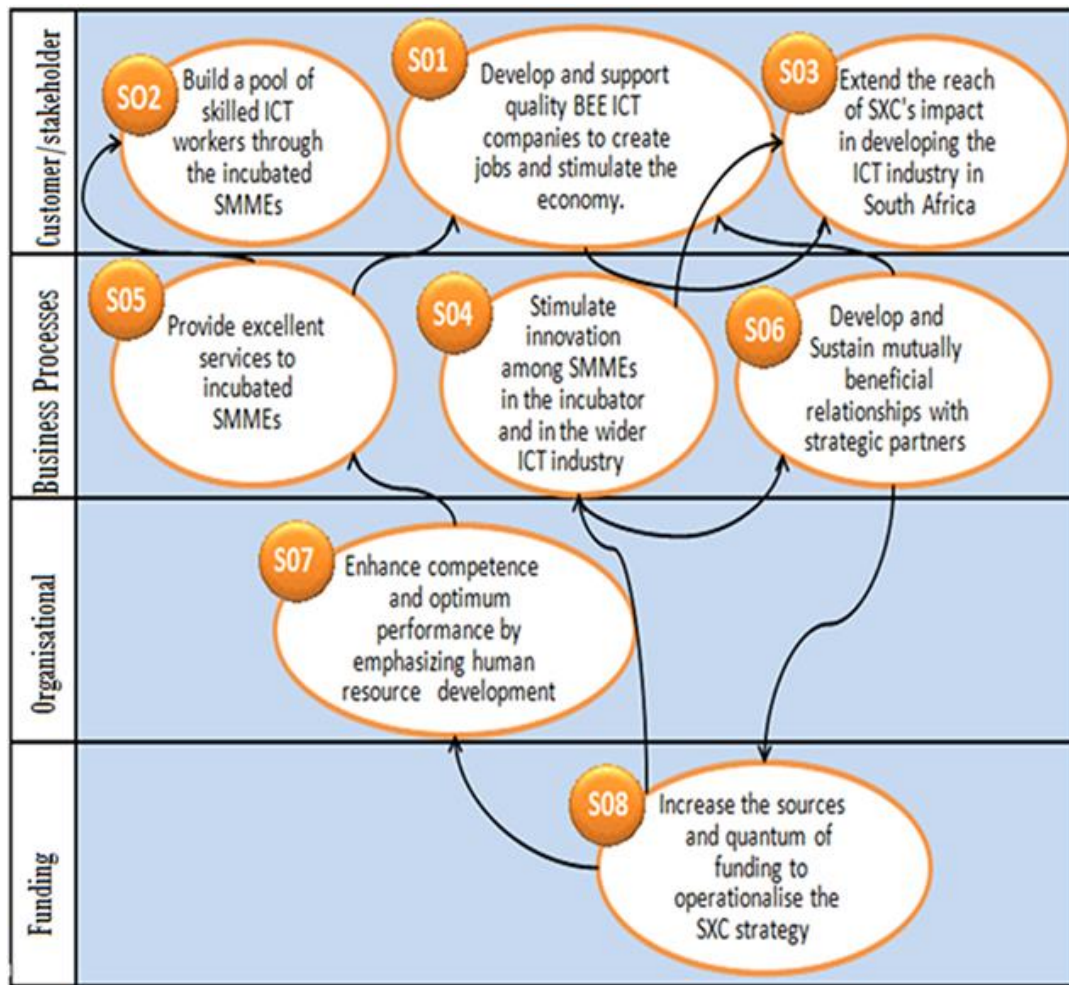 Customer/stakeholder
SO2
Build a pool of
skilled ICT
workers through
the incubated
SMMEs
S01
Develop and support
quality BEE ICT
companies to create
jobs and stimulate the
economy.
S03
Extend the reach
of SXC's impact
in developing the
ICT industry in
South Africa
Business Processes
S05
Provide excellent
services to
incubated
SMMEs
S04
Stimulate
innovation
among SMMEs
in the incubator
and in the wider
ICT industry
S06
Develop and
Sustain mutually
beneficial
relationships with
strategic partners
Organisational
S07
Enhance competence
and optimum
performance by
emphasizing human
resource development
Funding
S08
Increase the sources
and quantum of
funding to
operationalise the
SXC strategy